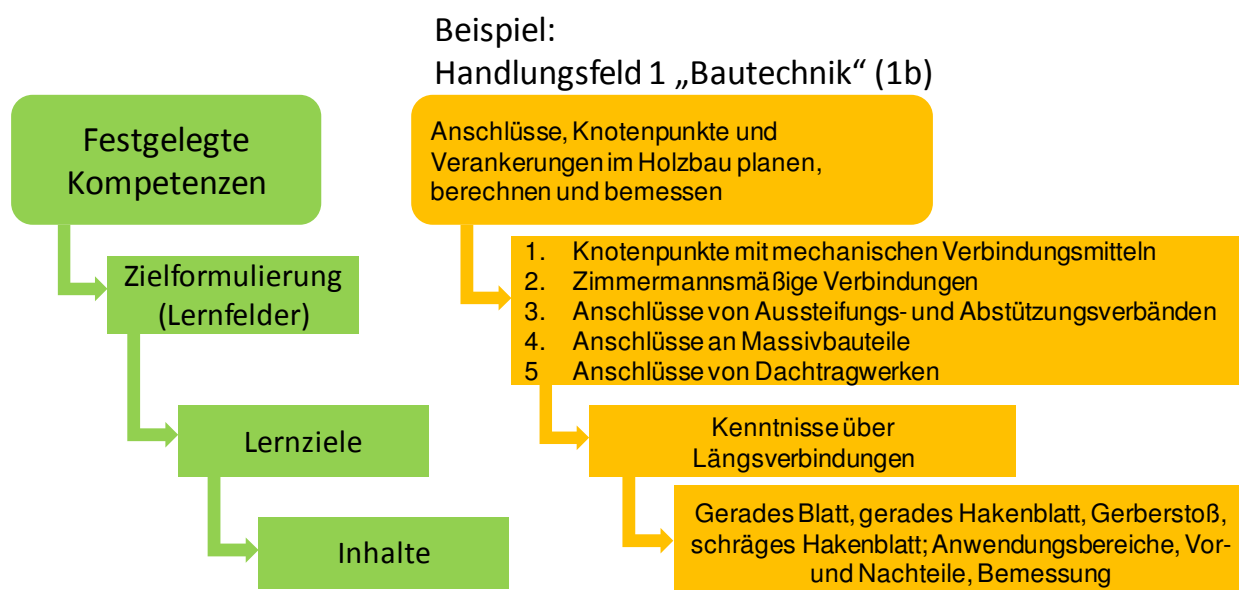 Beispiel:
Handlungsfeld 1 „Bautechnik“ (1b)
Festgelegte
Kompetenzen
Anschlüsse, Knotenpunkte und
Verankerungen im Holzbau planen,
berechnen und bemessen
Zielformulierung
(Lernfelder)
1. Knotenpunkte mit mechanischen Verbindungsmitteln
2. Zimmermannsmäßige Verbindungen
3. Anschlüsse von Aussteifungs- und Abstützungsverbänden
4. Anschlüsse an Massivbauteile
5 Anschlüsse von Dachtragwerken
Lernziele
Kenntnisse über
Längsverbindungen
Inhalte
Gerades Blatt, gerades Hakenblatt, Gerberstoß,
schräges Hakenblatt; Anwendungsbereiche, Vor-
und Nachteile, Bemessung